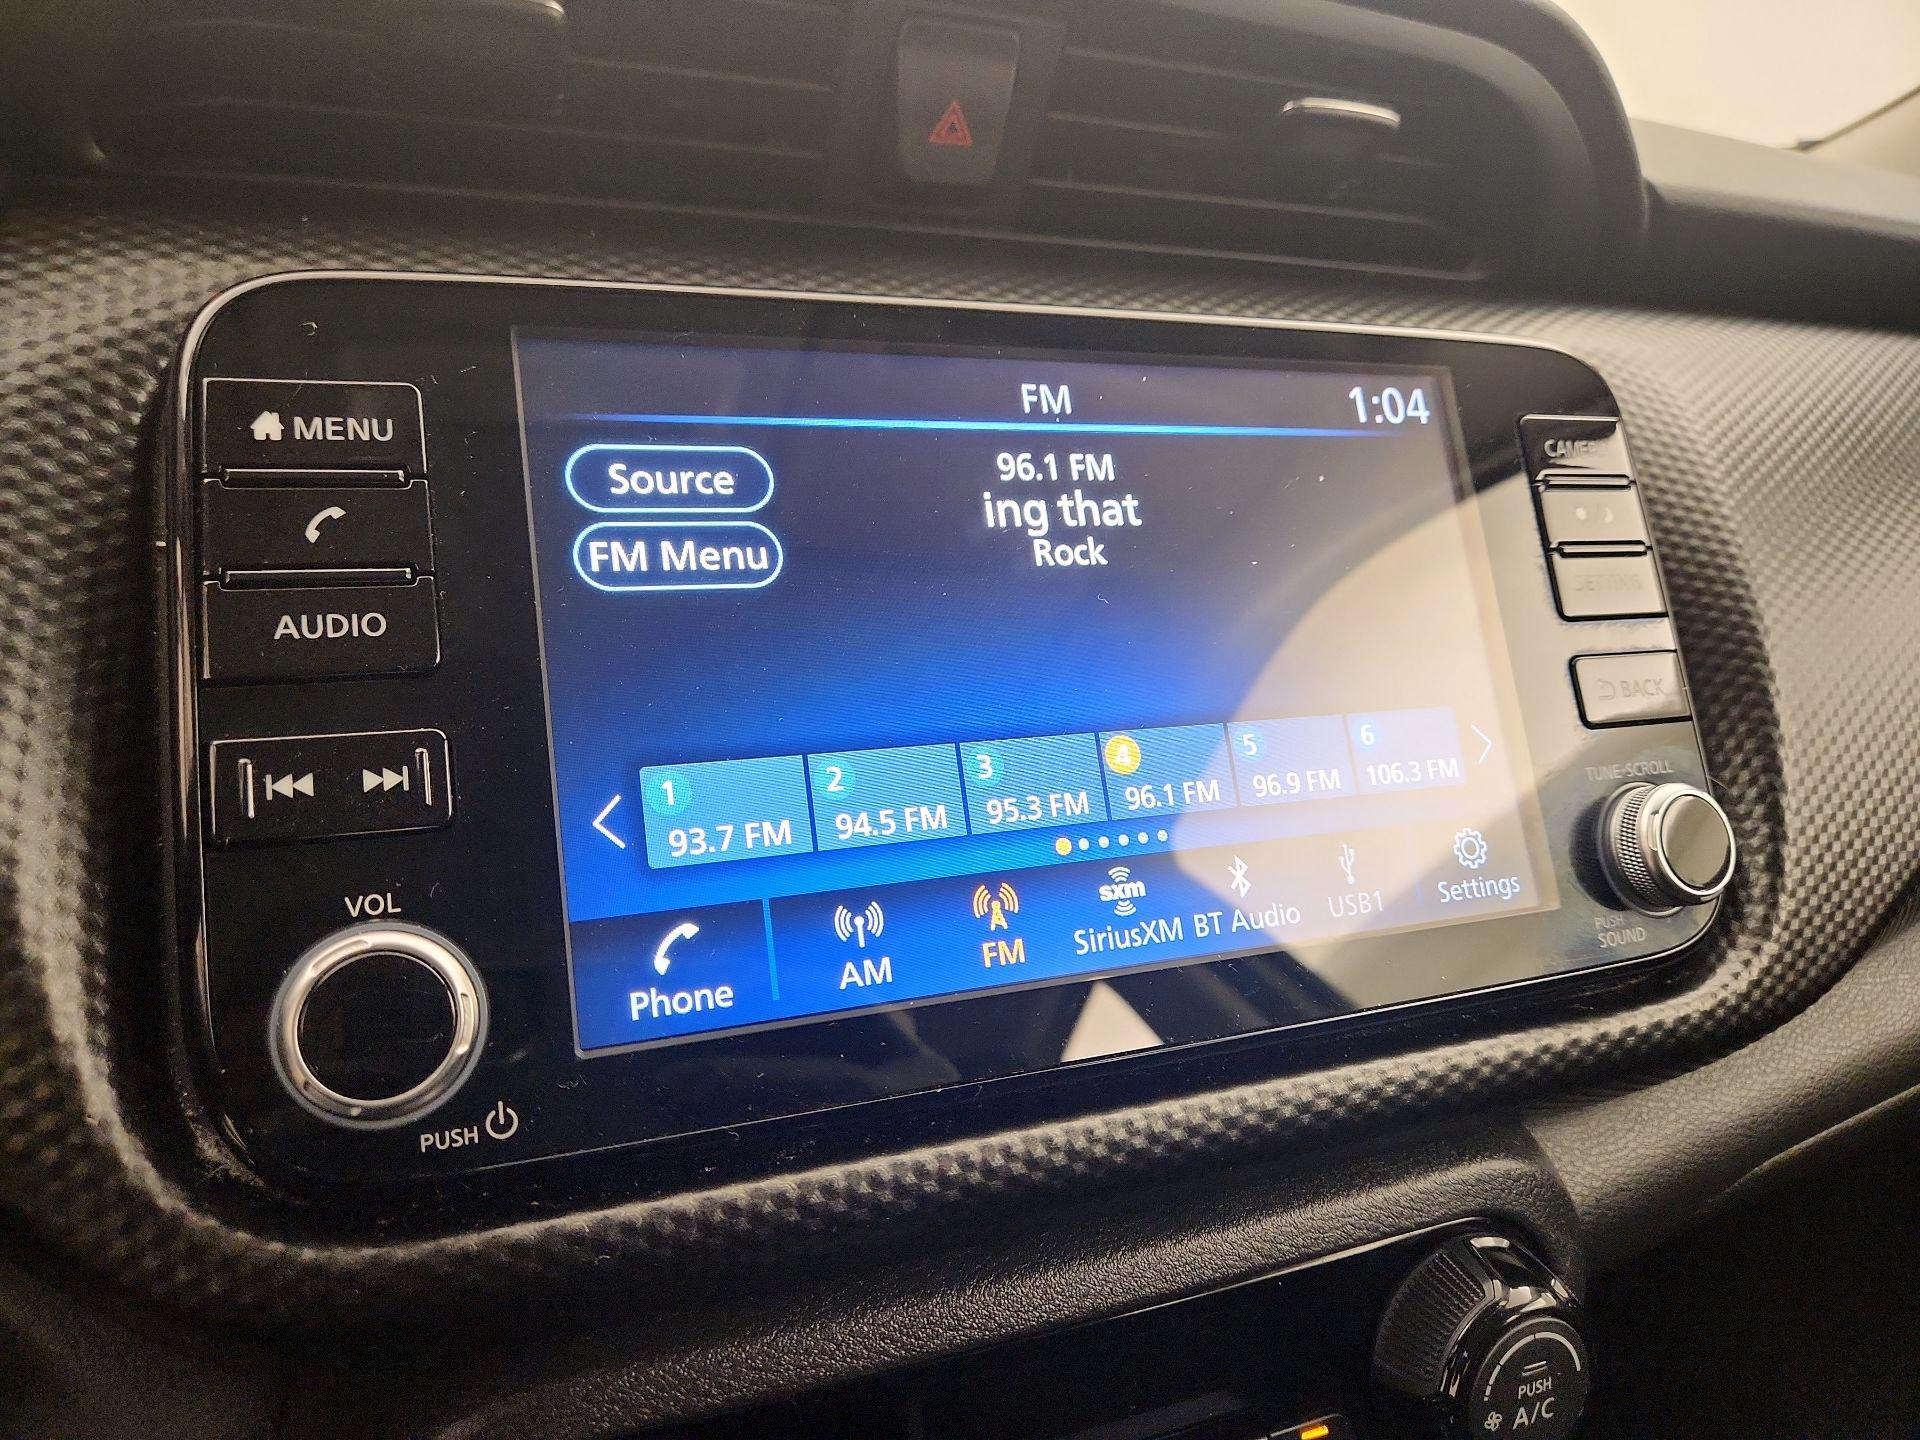 MENU
AUDIO
VOL
PUSH
FM
1:04
Source
96.1 FM
ing that
FM Menu
Rock
1
93.7 FM
2
94.5 FM
3
95.3 FM
4
96.1 FM
5
96.9 FM
6
106.3 FM
Phone
AM
FM
sxm
SiriusXM
BT Audio
USB1
Settings
BACK
TUNE-SCROLL
PUSH
SOUND
PUSH
A/C